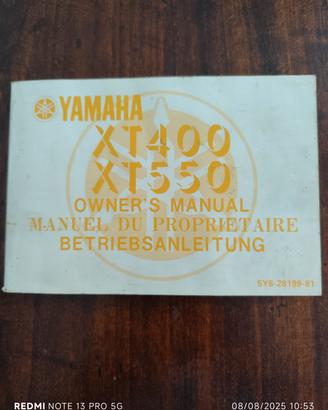 YAMAHA
XT400
XT550
OWNER'S MANUAL
MANUEL DU PROPRIETAIRE
BETRIEBSANLEITUNG
5Y6-28199-81
REDMI NOTE 13 PRO 5G
08/08/2025 10:53